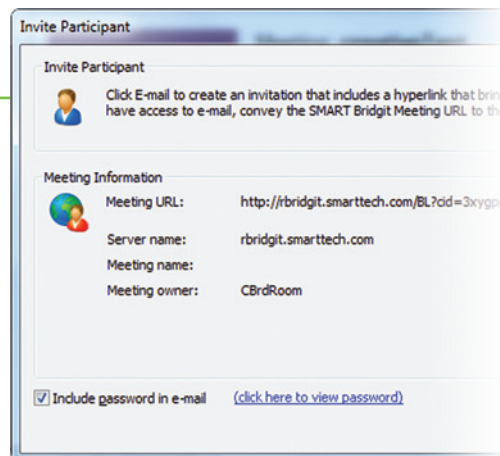 Invite Participant
Invite Participant
Click E-mail to create an invitation that includes a hyperlink that
have access to e-mail, convey the SMART Bridgit Meeting URL to
Meeting Information
Meeting URL: http://rbridgit.smarttech.com/BL?cid=3xygp
Server name: rbridgit.smarttech.com
Meeting name:
Meeting owner: CBrdRoom
Include password in e-mail (click here to view password)